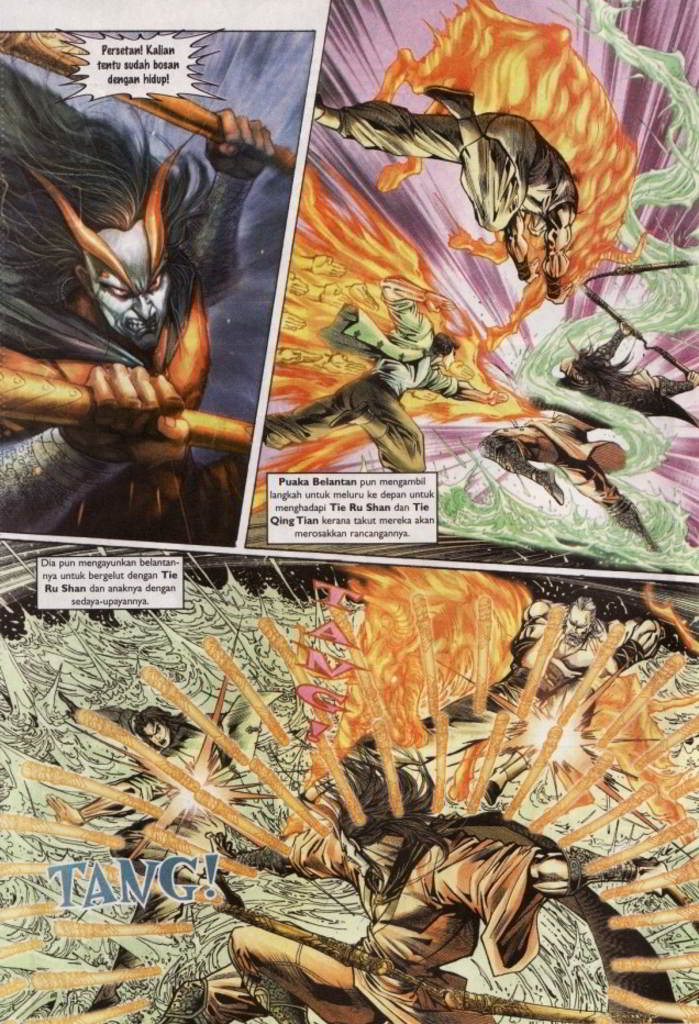 Persetan! Kalian
tentu sudah bosan
dengan hidup!
Puaka Belantan pun mengambil
langkah untuk meluru ke depan untuk
menghadapi Tie Ru Shan dan Tie
Qing Tian kerana takut mereka akan
merosakkan rancangannya.
Dia pun mengayunkan belantan-
nya untuk bergelut dengan Tie
Ru Shan dan anaknya dengan
sedaya-upayannya.
TANG!
TANG!